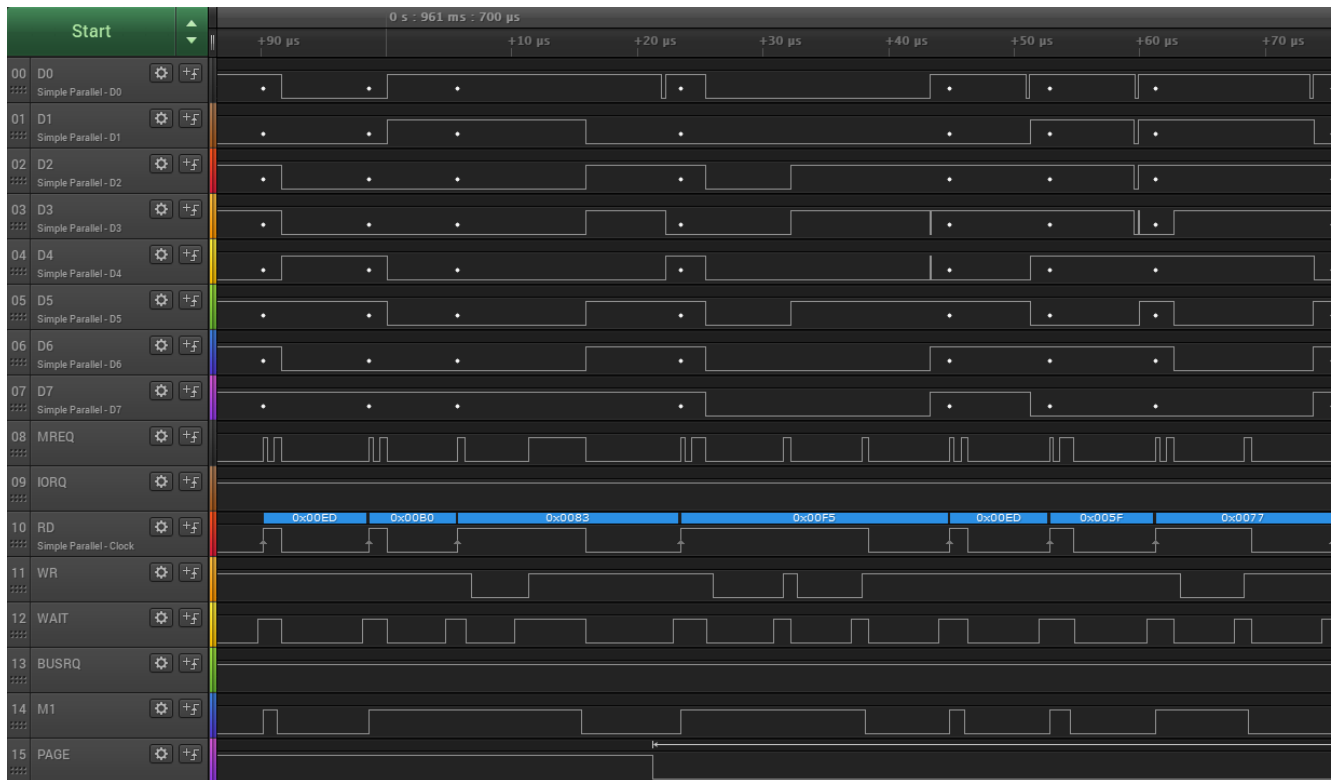 Start
0 s : 961 ms : 700 µs
+90 µs +10 µs +20 µs +30 µs +40 µs +50 µs +60 µs +70 µs
00 D0
Simple Parallel - D0
01 D1
Simple Parallel - D1
02 D2
Simple Parallel - D2
03 D3
Simple Parallel - D3
04 D4
Simple Parallel - D4
05 D5
Simple Parallel - D5
06 D6
Simple Parallel - D6
07 D7
Simple Parallel - D7
08 MREQ
09 IORQ
0x00ED 0x00B0 0x0083 0x00F5 0x00ED 0x005F 0x0077
10 RD
Simple Parallel - Clock
11 WR
12 WAIT
13 BUSRQ
14 M1
15 PAGE